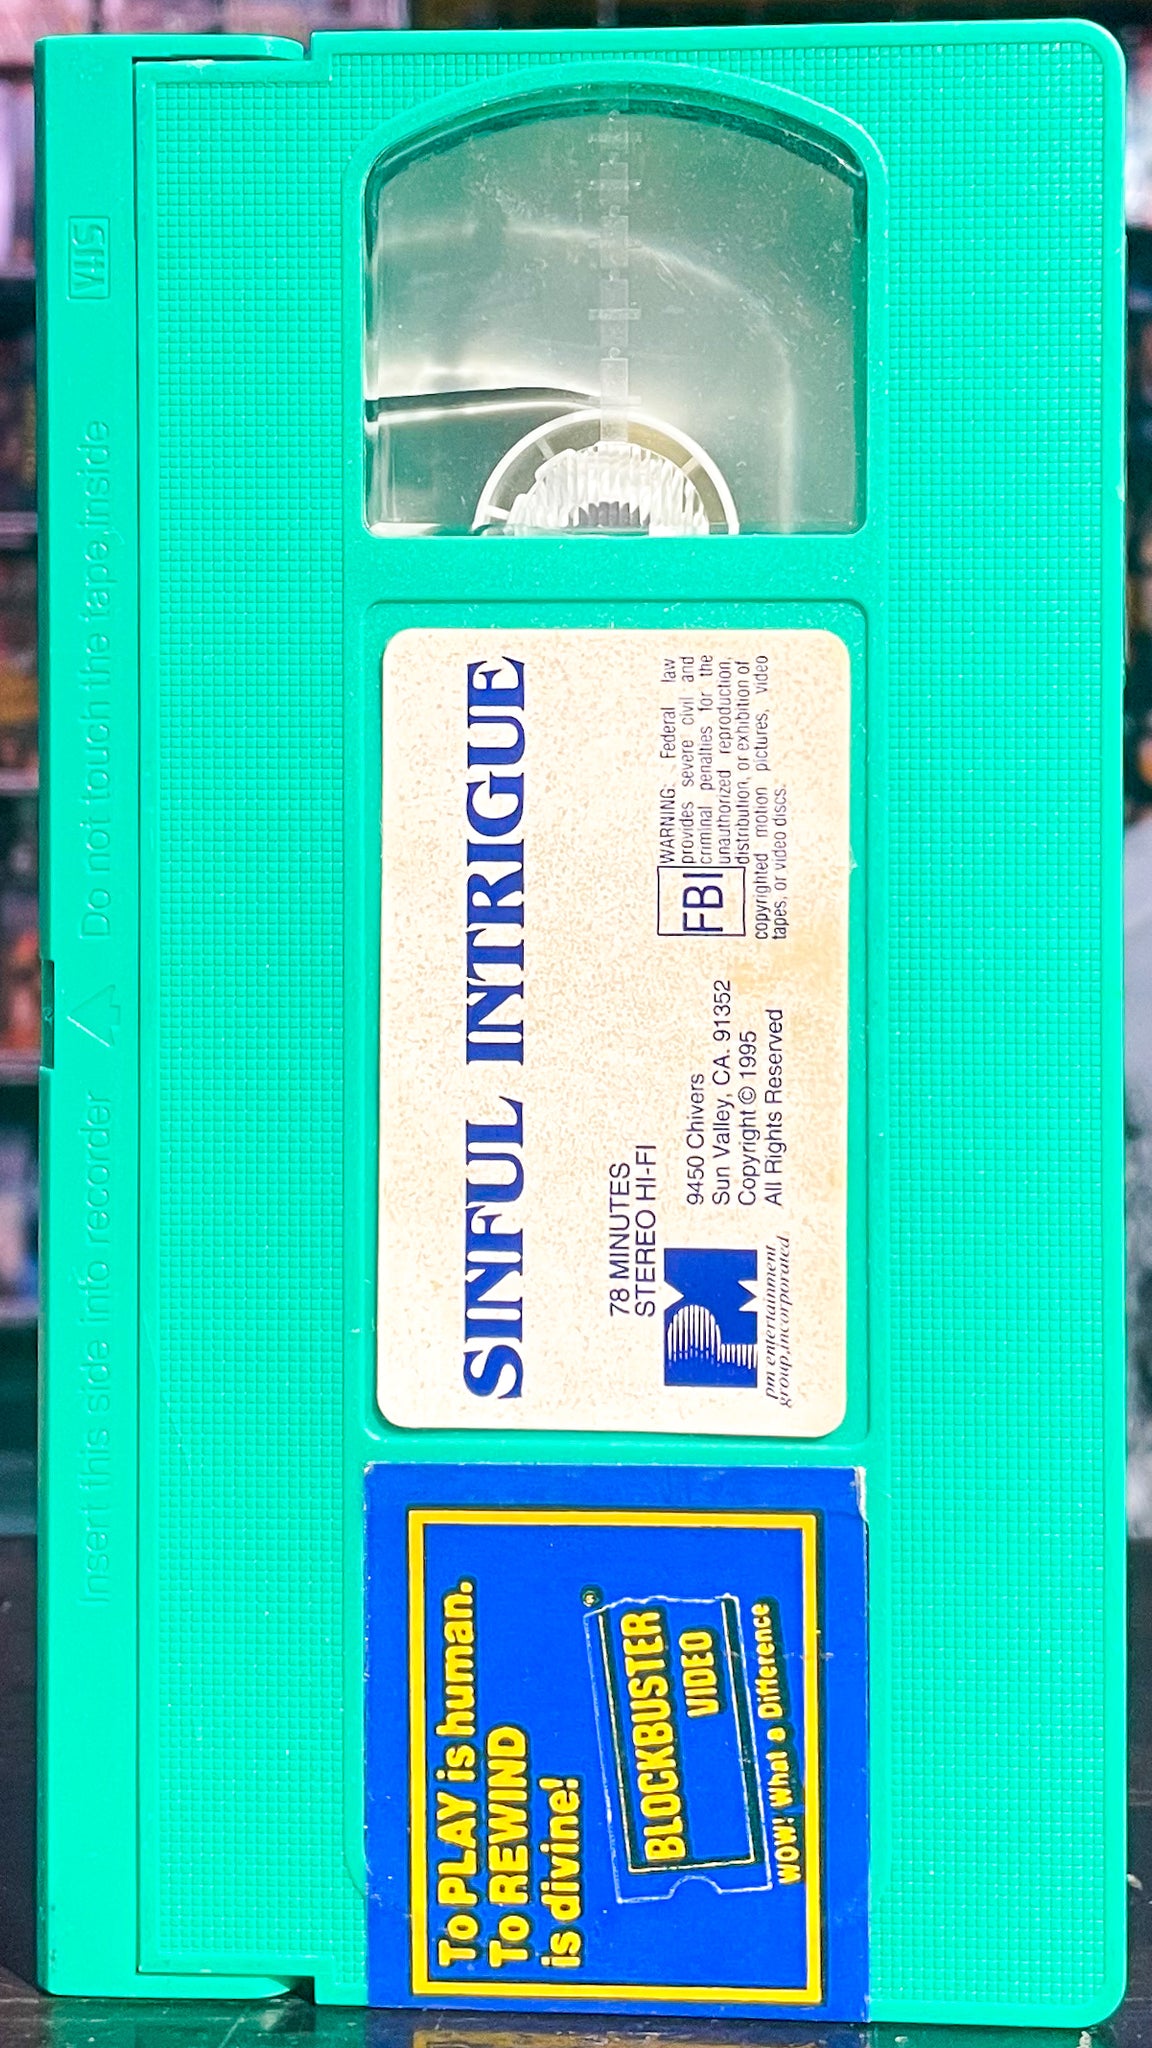 VHS
Insert this side into recorder
Do not touch the tape inside
SINFUL INTRIGUE
78 MINUTES
STEREO HI-FI
PM
pm entertainment
group, incorporated
9450 Chivers
Sun Valley, CA. 91352
Copyright © 1995
All Rights Reserved
FBI
WARNING: Federal law
provides severe civil and
criminal penalties for the
unauthorized reproduction,
distribution, or exhibition of
copyrighted motion pictures, video
tapes, or video discs.
To PLAY is human.
To REWIND
is divine!
BLOCKBUSTER
VIDEO
®
WOW! What a Difference